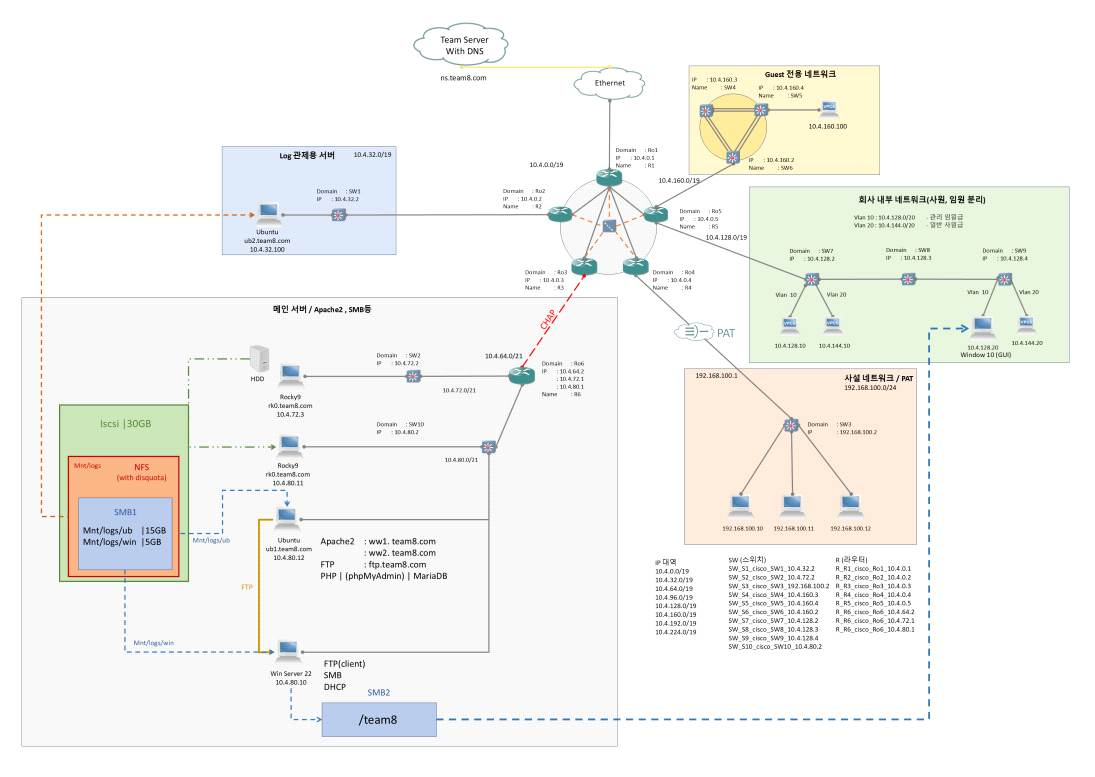 Team Server
With DNS
ns.team8.com
Ethernet
Guest 전용 네트워크
IP : 10.4.160.3
Name : SW4
IP : 10.4.160.4
Name : SW5
10.4.160.100
IP : 10.4.160.2
Name : SW6
Log 관제용 서버
10.4.32.0/19
Domain : SW1
IP : 10.4.32.2
Ubuntu
ub2.team8.com
10.4.32.100
10.4.0.0/19
Domain : Ro1
IP : 10.4.0.1
Name : R1
10.4.160.0/19
Domain : Ro2
IP : 10.4.0.2
Name : R2
Domain : Ro5
IP : 10.4.0.5
Name : R5
10.4.128.0/19
Domain : Ro3
IP : 10.4.0.3
Name : R3
Domain : Ro4
IP : 10.4.0.4
Name : R4
회사 내부 네트워크(사원, 임원 분리)
Vlan 10 : 10.4.128.0/20 - 관리 임원급
Vlan 20 : 10.4.144.0/20 - 일반 사원급
Domain : SW7
IP : 10.4.128.2
Domain : SW8
IP : 10.4.128.3
Domain : SW9
IP : 10.4.128.4
Vlan 10
Vlan 20
Vlan 10
Vlan 20
10.4.128.10
10.4.144.10
10.4.128.20
Window 10 (GUI)
10.4.144.20
메인 서버 / Apache2 , SMB등
CHAP
PAT
10.4.64.0/21
Domain : Ro6
IP : 10.4.64.2
: 10.4.72.1
: 10.4.80.1
Name : R6
HDD
Rocky9
rk0.team8.com
10.4.72.3
Domain : SW2
IP : 10.4.72.2
10.4.72.0/21
192.168.100.1
사설 네트워크 / PAT
192.168.100.0/24
Domain : SW3
IP : 192.168.100.2
192.168.100.10
192.168.100.11
192.168.100.12
Iscsi |30GB
Mnt/logs
NFS
(with disquota)
SMB1
Mnt/logs/ub |15GB
Mnt/logs/win |5GB
Domain : SW10
IP : 10.4.80.2
10.4.80.0/21
Rocky9
rk0.team8.com
10.4.80.11
Mnt/logs/ub
Ubuntu
ub1.team8.com
10.4.80.12
Apache2 : ww1. team8.com
: ww2. team8.com
FTP : ftp.team8.com
PHP | (phpMyAdmin) | MariaDB
FTP
Mnt/logs/win
Win Server 22
10.4.80.10
FTP(client)
SMB
DHCP
SMB2
/team8
IP 대역
10.4.0.0/19
10.4.32.0/19
10.4.64.0/19
10.4.96.0/19
10.4.128.0/19
10.4.160.0/19
10.4.192.0/19
10.4.224.0/19
SW (스위치)
SW_S1_cisco_SW1_10.4.32.2
SW_S2_cisco_SW2_10.4.72.2
SW_S3_cisco_SW3_192.168.100.2
SW_S4_cisco_SW4_10.4.160.3
SW_S5_cisco_SW5_10.4.160.4
SW_S6_cisco_SW6_10.4.160.2
SW_S7_cisco_SW7_10.4.128.2
SW_S8_cisco_SW8_10.4.128.3
SW_S9_cisco_SW9_10.4.128.4
SW_S10_cisco_SW10_10.4.80.2
R (라우터)
R_R1_cisco_Ro1_10.4.0.1
R_R2_cisco_Ro2_10.4.0.2
R_R3_cisco_Ro3_10.4.0.3
R_R4_cisco_Ro4_10.4.0.4
R_R5_cisco_Ro5_10.4.0.5
R_R6_cisco_Ro6_10.4.64.2
R_R6_cisco_Ro6_10.4.72.1
R_R6_cisco_Ro6_10.4.80.1